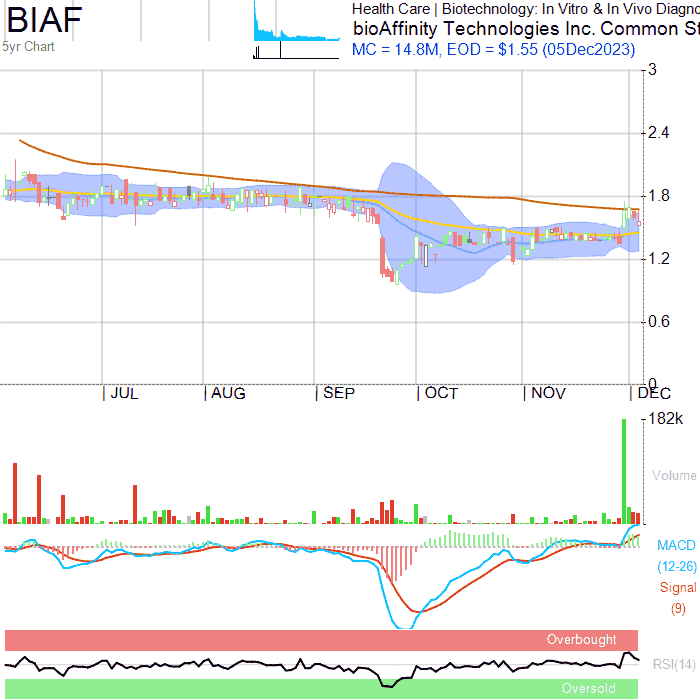 BIAF
5yr Chart
Health Care | Biotechnology: In Vitro & In Vivo Diagno
bioAffinity Technologies Inc. Common St
MC = 14.8M, EOD = $1.55 (05Dec2023)
3
2.4
1.8
1.2
0.6
0
JUL AUG SEP OCT NOV DEC
182k
Volume
MACD
(12-26)
Signal
(9)
Overbought
RSI(14)
Oversold